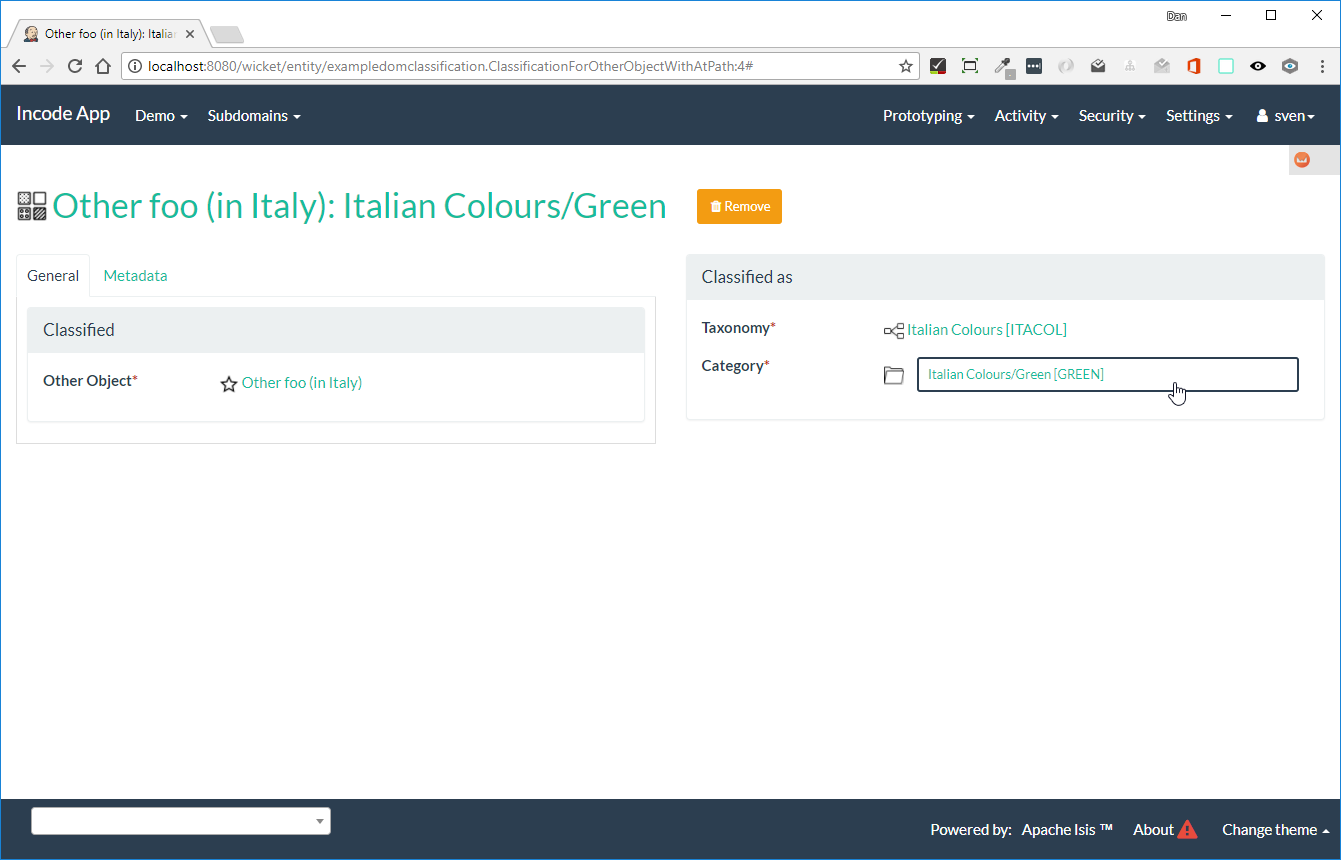 Dan
Other foo (in Italy): Italian
localhost:8080/wicket/entity/exampledomclassification.ClassificationForOtherObjectWithAtPath:4#
Incode App Demo Subdomains Prototyping Activity Security Settings sven
Other foo (in Italy): Italian Colours/Green Remove
General Metadata
Classified
Other Object* Other foo (in Italy)
Classified as
Taxonomy* Italian Colours [ITACOL]
Category* Italian Colours/Green [GREEN]
Powered by: Apache Isis ™ About Change theme